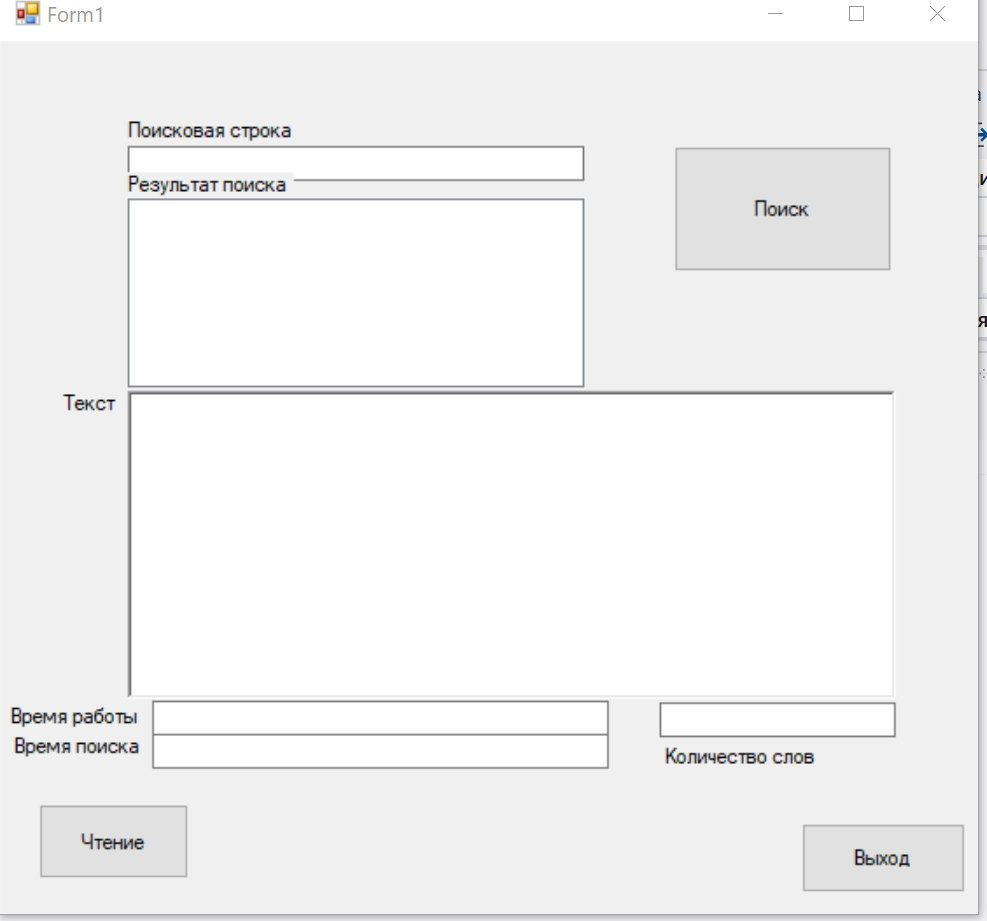 Form1
Поисковая строка
Результат поиска
Поиск
Текст
Время работы
Время поиска
Количество слов
Чтение
Выход